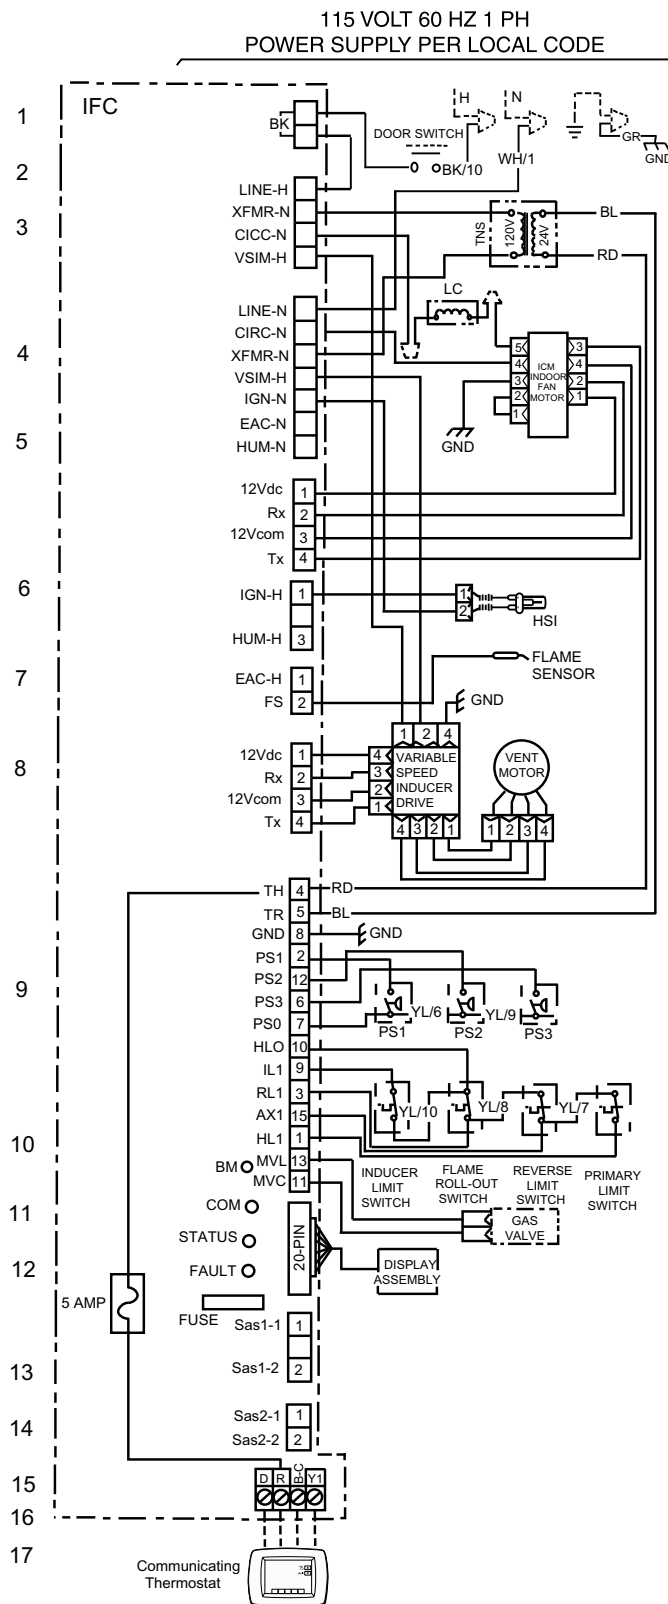 115 VOLT 60 HZ 1 PH
POWER SUPPLY PER LOCAL CODE
1
IFC
BK
H
N
DOOR SWITCH
GR
GND
BK/10
WH/1
2
LINE-H
XFMR-N
TNS
120V
24V
BL
3
CICC-N
VSIM-H
RD
LC
LINE-N
CIRC-N
4
XFMR-N
VSIM-H
IGN-N
EAC-N
5
HUM-N
5
4
3
2
1
ICM
INDOOR
FAN
MOTOR
3
4
2
1
GND
12Vdc 1
Rx 2
12Vcom 3
Tx 4
6
IGN-H 1
HUM-H 3
1
2
HSI
7
EAC-H 1
FS 2
FLAME
SENSOR
GND
8
12Vdc 1
Rx 2
12Vcom 3
Tx 4
1 2 4
4
3
2
1
VARIABLE
SPEED
INDUCER
DRIVE
4 3 2 1
VENT
MOTOR
1 2 3 4
TH 4 RD
TR 5 BL
GND 8 GND
PS1 2
9
PS2 12
PS3 6
PS0 7
PS1
YL/6
PS2
YL/9
PS3
HLO 10
IL1 9
RL1 3
AX1 15
HL1 1
YL/10
YL/8
YL/7
10
BM
MVL 13
MVC 11
INDUCER
LIMIT
SWITCH
FLAME
ROLL-OUT
SWITCH
REVERSE
LIMIT
SWITCH
PRIMARY
LIMIT
SWITCH
11
COM
STATUS
12
FAULT
20-PIN
GAS
VALVE
DISPLAY
ASSEMBLY
5 AMP
FUSE
Sas1-1 1
13
Sas1-2 2
14
Sas2-1 1
Sas2-2 2
15
D R B-C Y1
16
17
Communicating
Thermostat